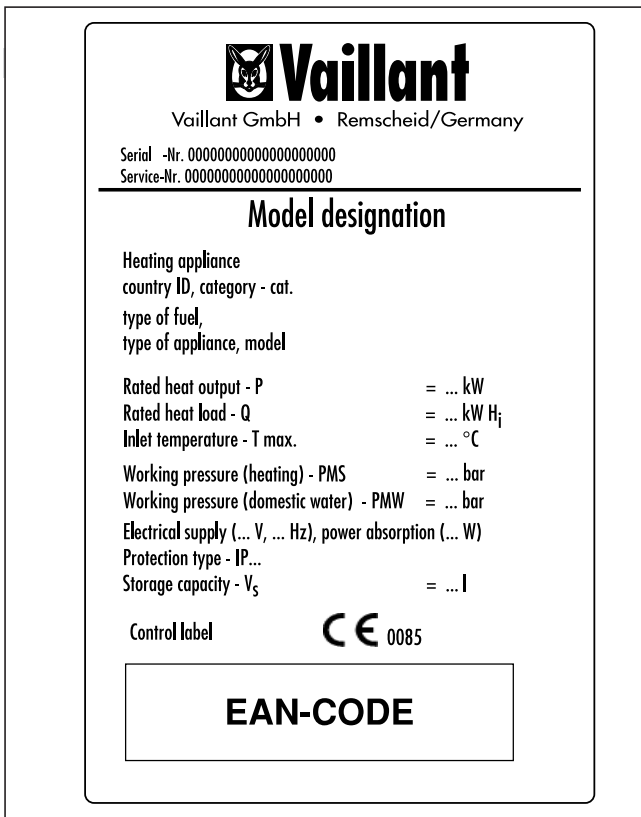 Vaillant
Vaillant GmbH • Remscheid/Germany
Serial -Nr. 00000000000000000000
Service-Nr. 00000000000000000000
Model designation
Heating appliance
country ID, category - cat.
type of fuel,
type of appliance, model
Rated heat output - P = ... kW
Rated heat load - Q = ... kW Hi
Inlet temperature - T max. = ... °C
Working pressure (heating) - PMS = ... bar
Working pressure (domestic water) - PMW = ... bar
Electrical supply (... V, ... Hz), power absorption (... W)
Protection type - IP...
Storage capacity - VS = ... l
Control label CE 0085
EAN-CODE